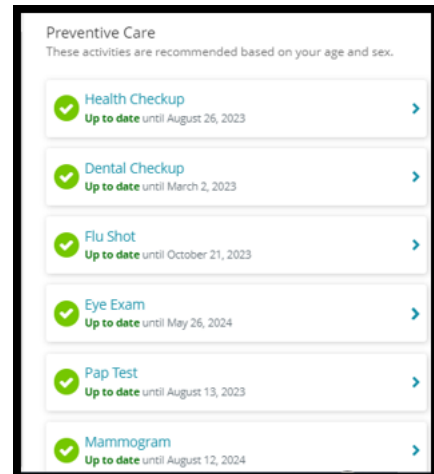 Preventive Care
These activities are recommended based on your age and sex.
Health Checkup
Up to date until August 26, 2023
Dental Checkup
Up to date until March 2, 2023
Flu Shot
Up to date until October 21, 2023
Eye Exam
Up to date until May 26, 2024
Pap Test
Up to date until August 13, 2023
Mammogram
Up to date until August 12, 2024